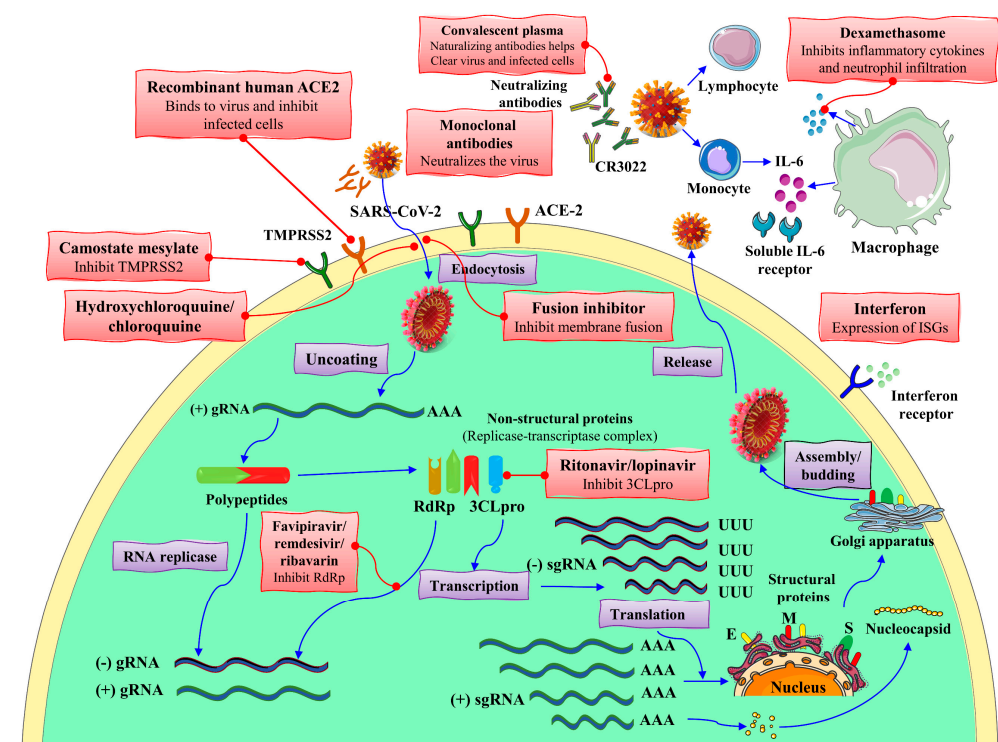 Convalescent plasma
Naturalizing antibodies helps
Clear virus and infected cells
Dexamethasome
Inhibits inflammatory cytokines
and neutrophil infiltration
Recombinant human ACE2
Binds to virus and inhibit
infected cells
Monoclonal
antibodies
Neutralizes the virus
Neutralizing
antibodies
CR3022
Lymphocyte
Monocyte
IL-6
Soluble IL-6
receptor
Macrophage
SARS-CoV-2
ACE-2
TMPRSS2
Camostate mesylate
Inhibit TMPRSS2
Hydroxychloroquine/
chloroquine
Endocytosis
Fusion inhibitor
Inhibit membrane fusion
Interferon
Expression of ISGs
Interferon
receptor
Uncoating
Release
(+) gRNA
AAA
Non-structural proteins
(Replicase-transcriptase complex)
Polypeptides
RdRp
3CLpro
Ritonavir/lopinavir
Inhibit 3CLpro
Assembly/
budding
Golgi apparatus
RNA replicase
Favipiravir/
remdesivir/
ribavarin
Inhibit RdRp
Transcription
(-) sgRNA
UUU
UUU
UUU
UUU
Structural
proteins
Translation
E
M
S
Nucleocapsid
Nucleus
(-) gRNA
(+) gRNA
(+) sgRNA
AAA
AAA
AAA
AAA